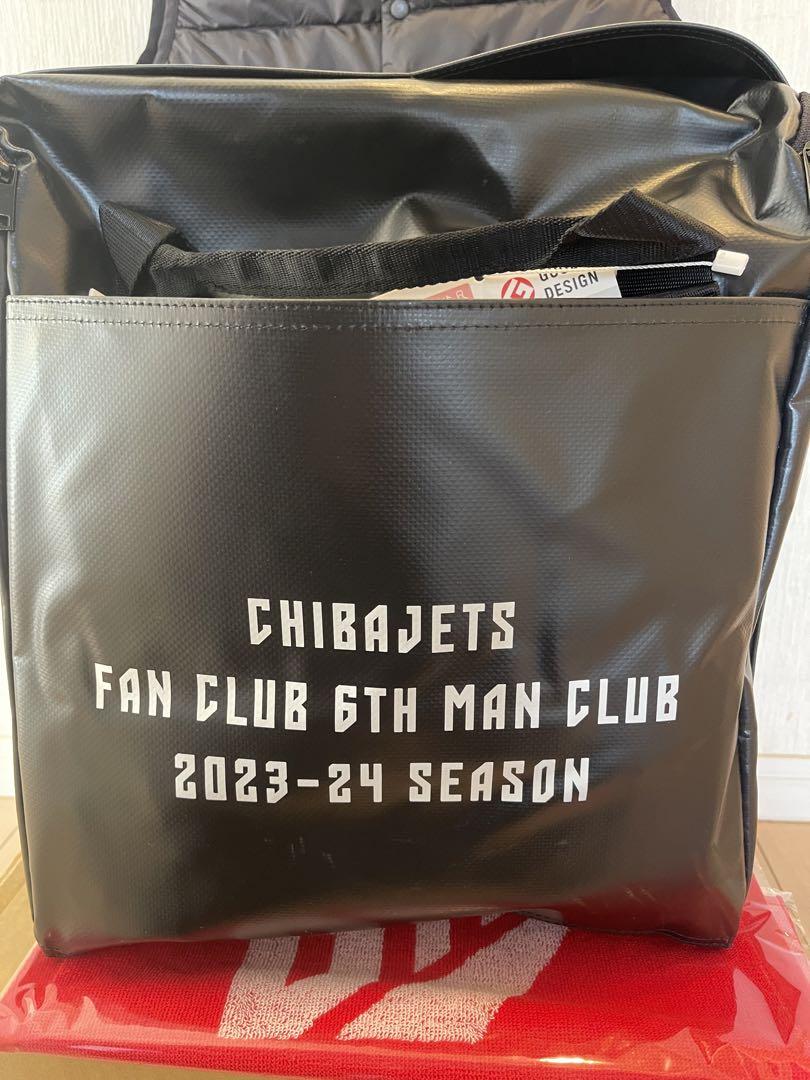 DESIGN
CHIBAJETS
FAN CLUB 6TH MAN CLUB
2023-24 SEASON